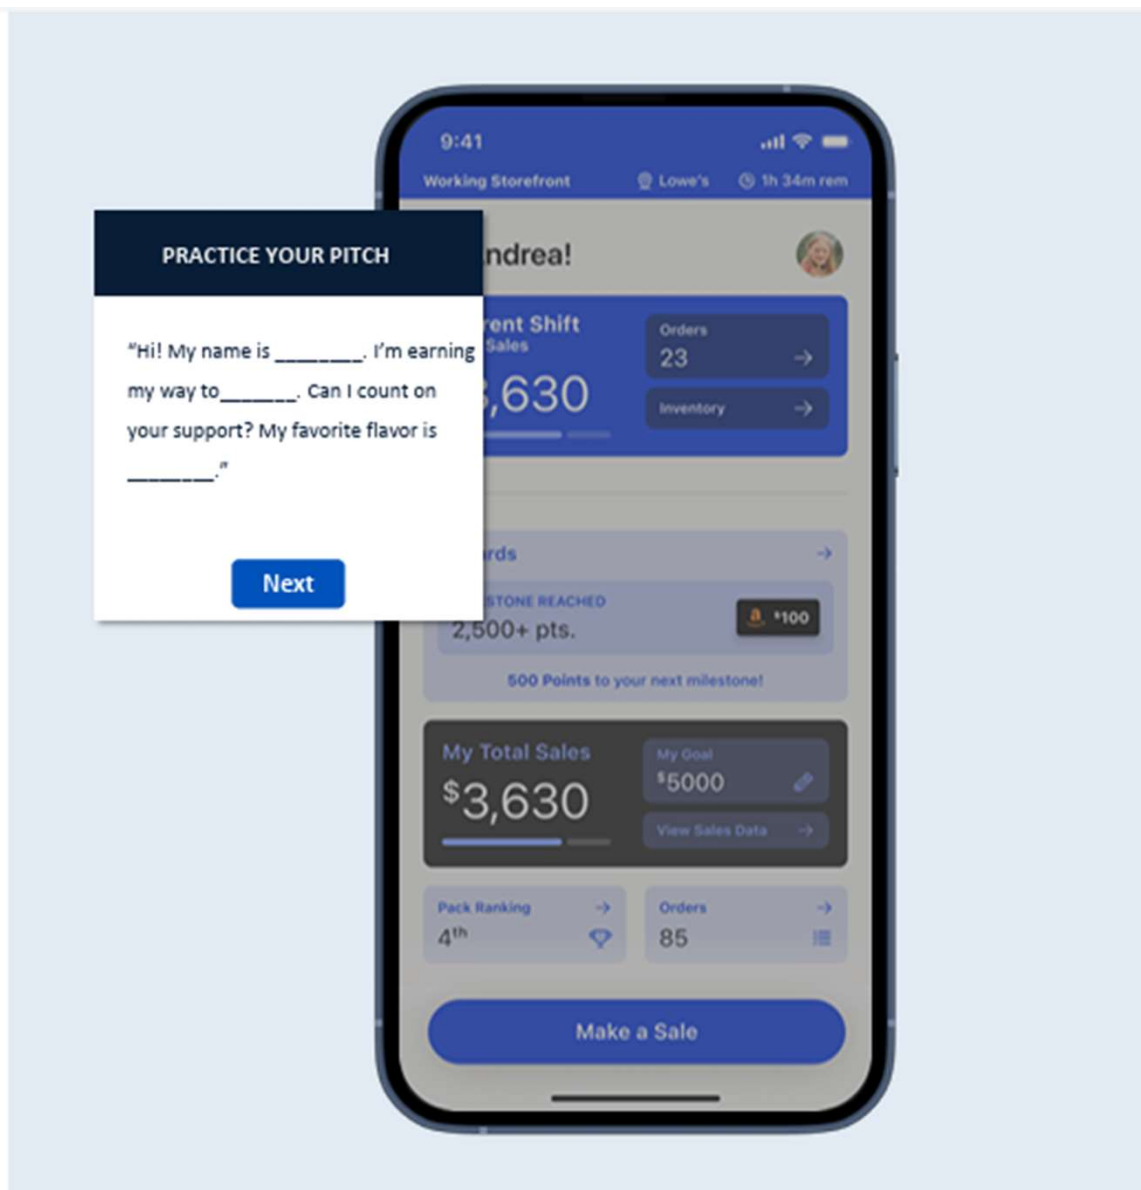 9:41
Working Storefront Lowe's 1h 34m rem
PRACTICE YOUR PITCH
ndrea!
"Hi! My name is ________. I'm earning
my way to_______. Can I count on
your support? My favorite flavor is
________."
Next
rent Shift
Sales
,630
Orders
23
Inventory
rds
STONE REACHED
2,500+ pts.
a $100
500 Points to your next milestone!
My Total Sales
$3,630
My Goal
$5000
View Sales Data
Pack Ranking
4th
Orders
85
Make a Sale